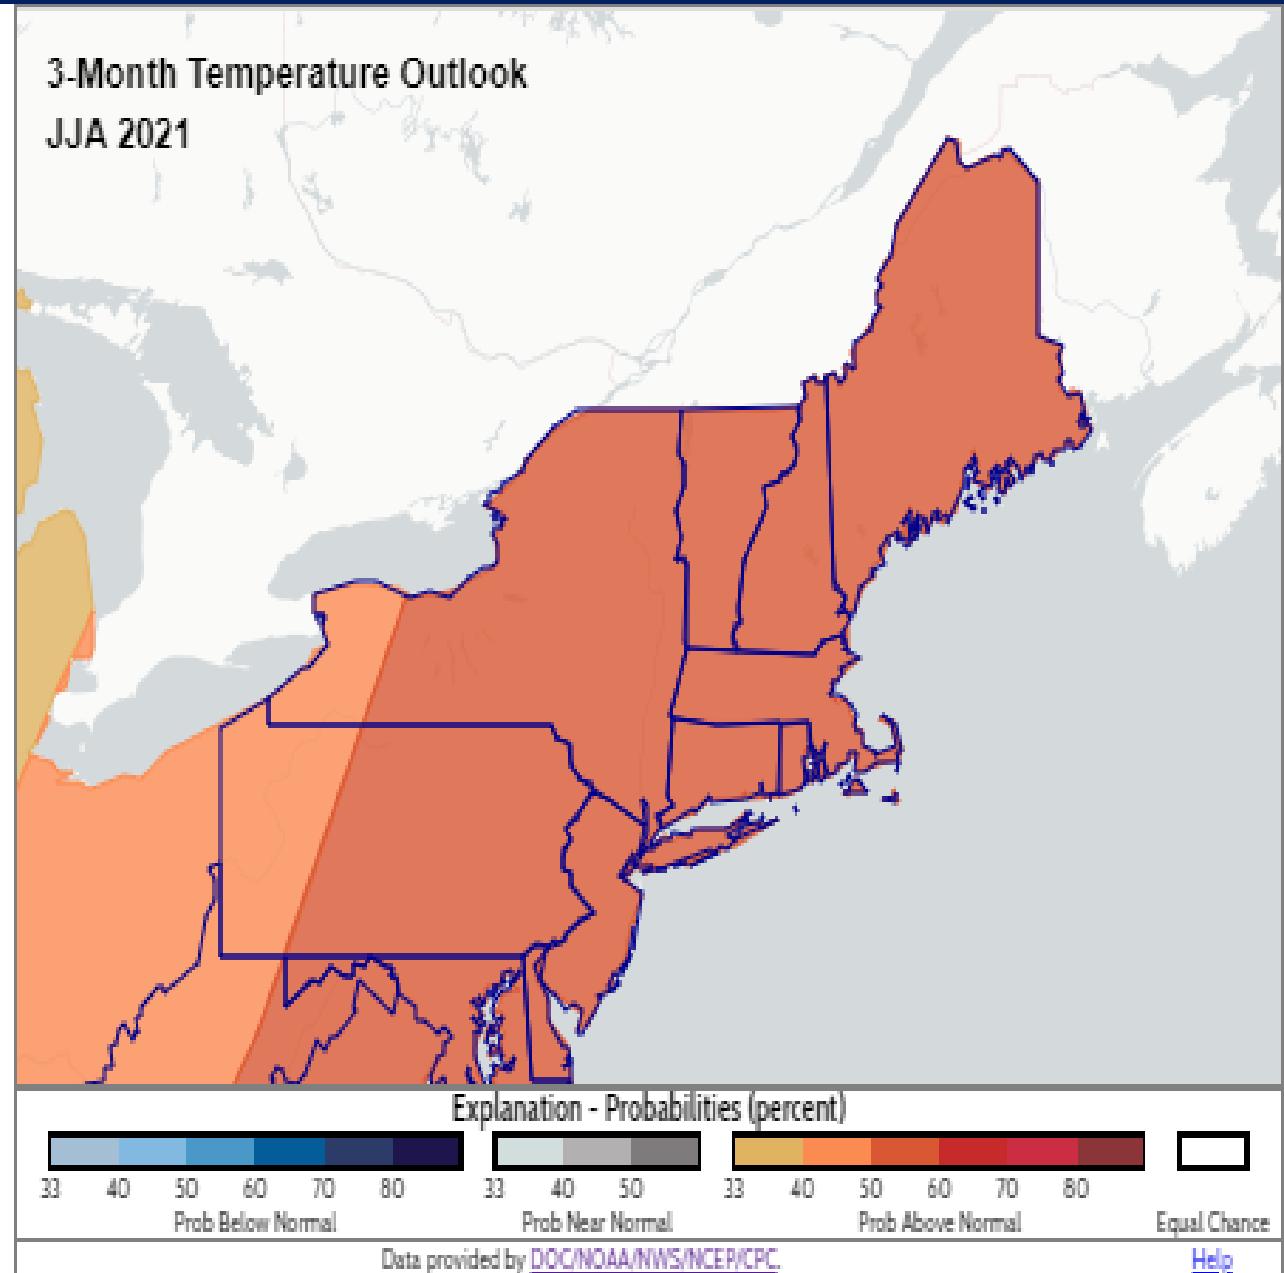 3-Month Temperature Outlook
JJA 2021
Explanation - Probabilities (percent)
33 40 50 60 70 80 33 40 50 33 40 50 60 70 80
Prob Below Normal Prob Near Normal Prob Above Normal Equal Chance
Data provided by DOC/NOAA/NWS/NCEP/CPC. Help